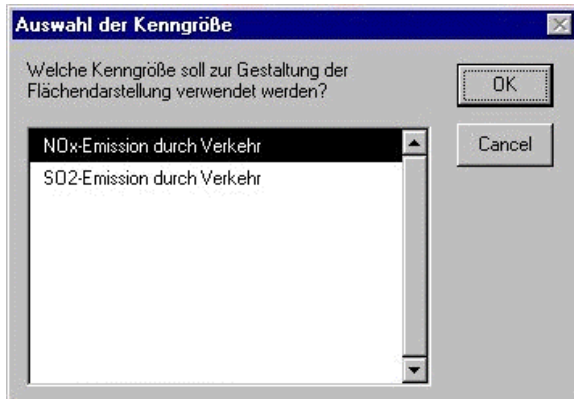 Auswahl der Kenngröße
Welche Kenngröße soll zur Gestaltung der
Flächendarstellung verwendet werden?
OK
NOx-Emission durch Verkehr
Cancel
SO2-Emission durch Verkehr